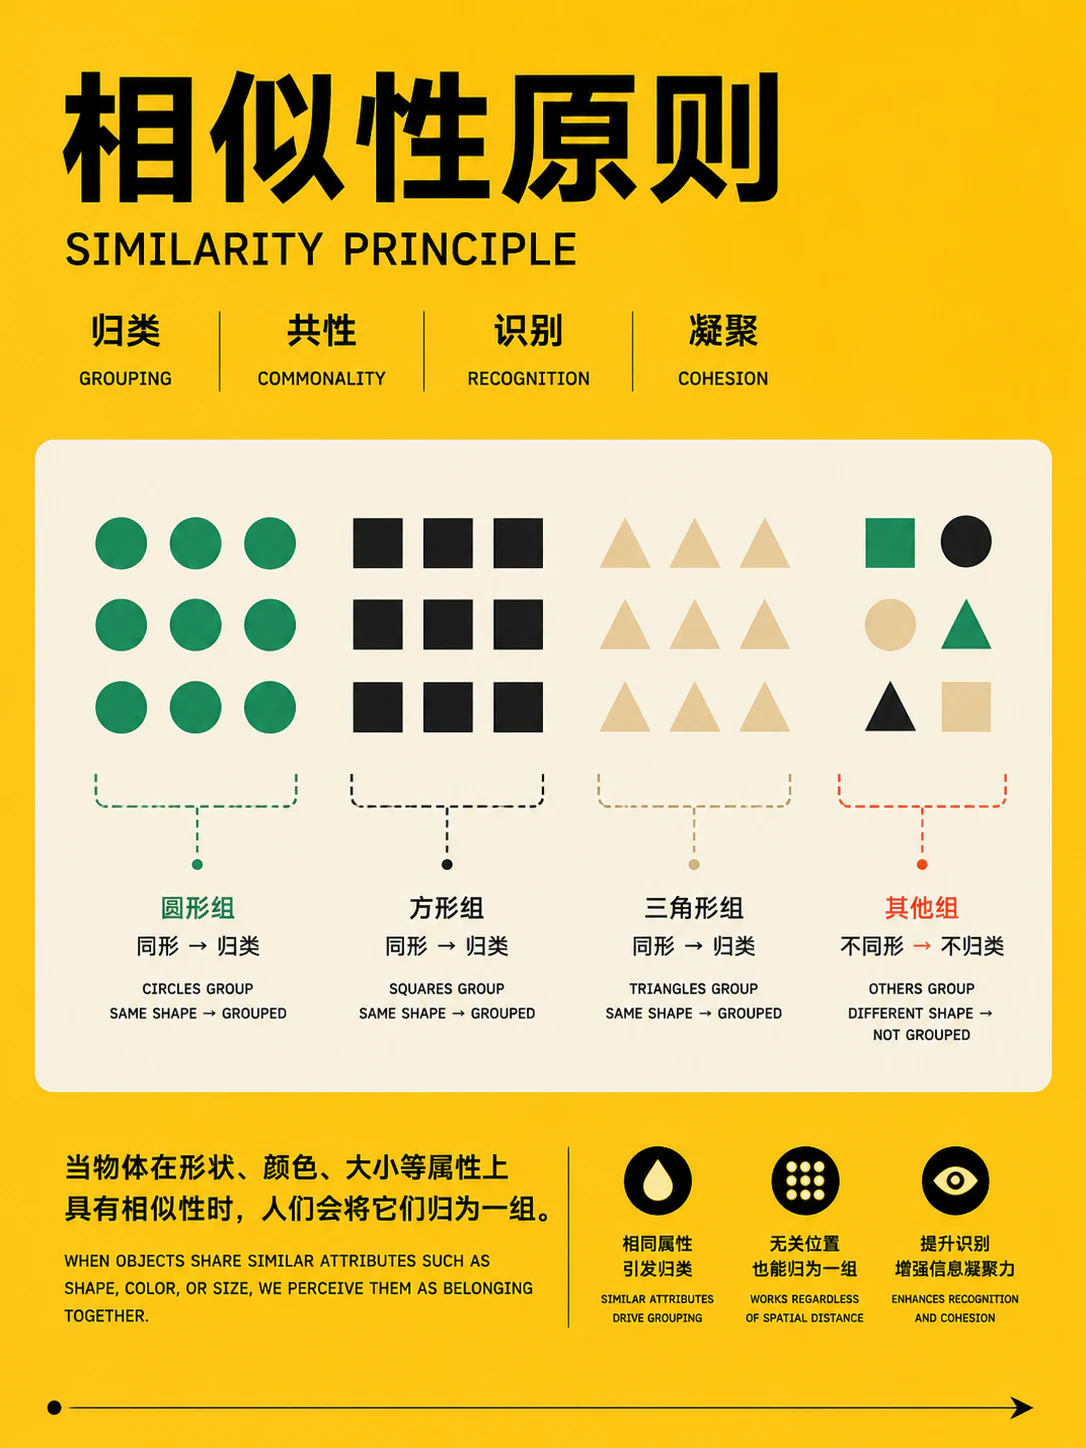 相似性原则
SIMILARITY PRINCIPLE
归类
GROUPING
共性
COMMONALITY
识别
RECOGNITION
凝聚
COHESION
圆形组
同形 → 归类
CIRCLES GROUP
SAME SHAPE → GROUPED
方形组
同形 → 归类
SQUARES GROUP
SAME SHAPE → GROUPED
三角形组
同形 → 归类
TRIANGLES GROUP
SAME SHAPE → GROUPED
其他组
不同形 → 不归类
OTHERS GROUP
DIFFERENT SHAPE →
NOT GROUPED
当物体在形状、颜色、大小等属性上
具有相似性时，人们会将它们归为一组。
WHEN OBJECTS SHARE SIMILAR ATTRIBUTES SUCH AS
SHAPE, COLOR, OR SIZE, WE PERCEIVE THEM AS BELONGING
TOGETHER.
相同属性
引发归类
SIMILAR ATTRIBUTES
DRIVE GROUPING
无关位置
也能归为一组
WORKS REGARDLESS
OF SPATIAL DISTANCE
提升识别
增强信息凝聚力
ENHANCES RECOGNITION
AND COHESION